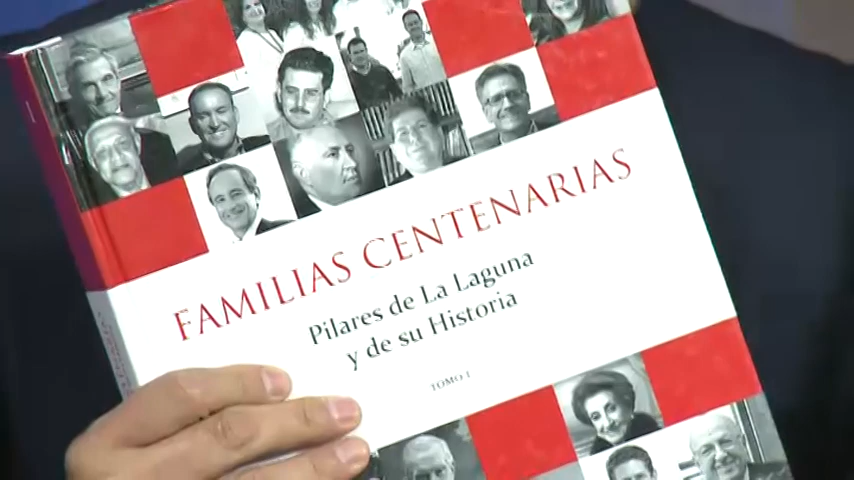 FAMILIAS CENTENARIAS
Pilares de La Laguna
y de su Historia
TOMO I